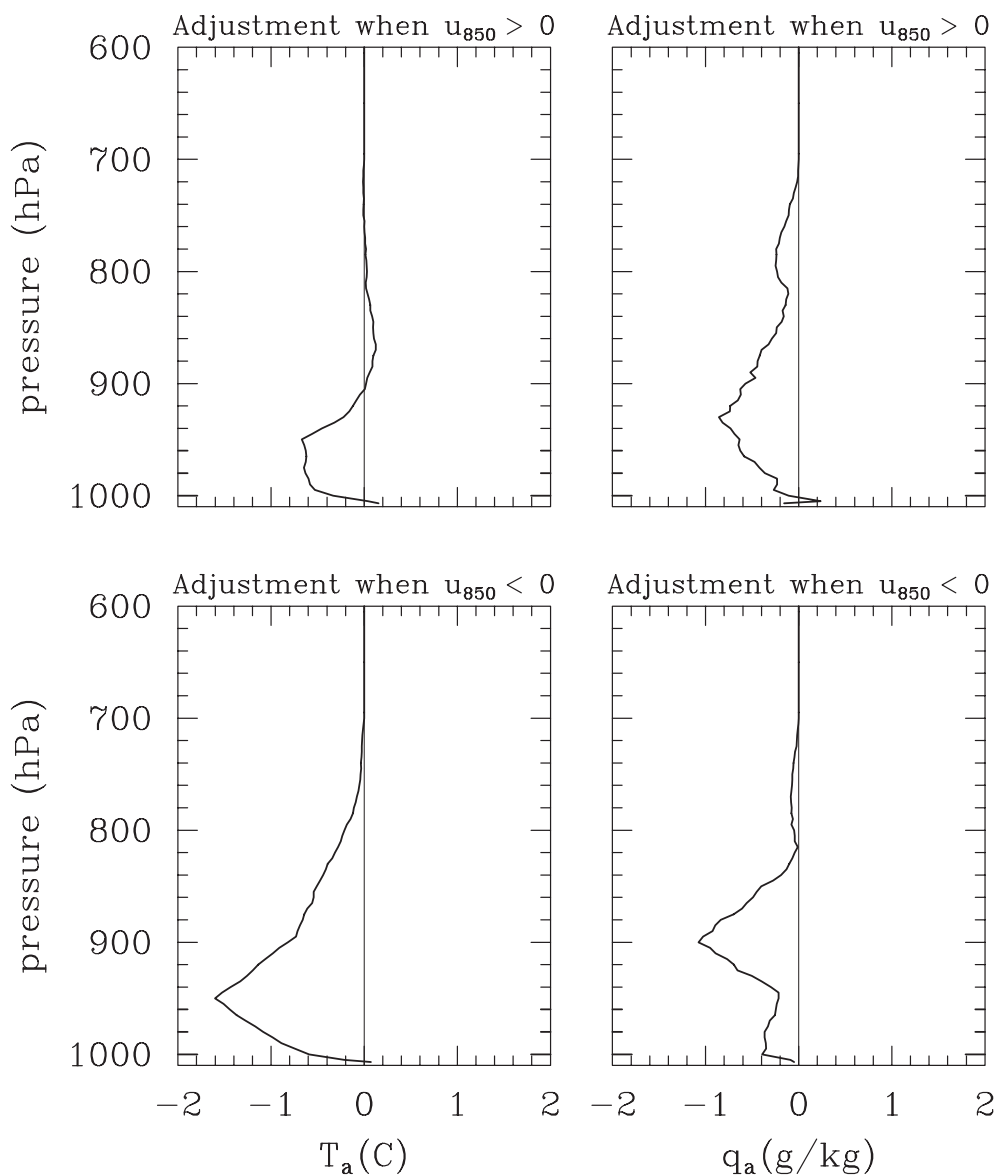 Adjustment when u850 > 0
Adjustment when u850 > 0
600
700
800
900
1000
pressure (hPa)
Adjustment when u850 < 0
Adjustment when u850 < 0
600
700
800
900
1000
pressure (hPa)
−2 −1 0 1 2
−2 −1 0 1 2
Ta(C)
qa(g/kg)